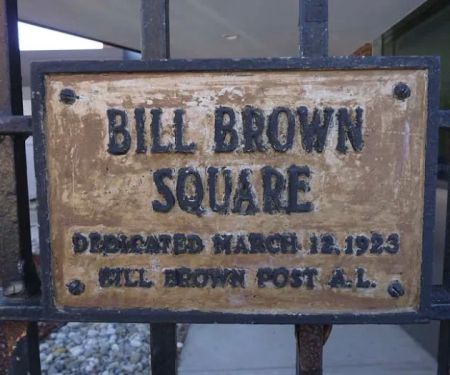 BILL BROWN
SQUARE
DEDICATED MARCH 12, 1923
BILL BROWN POST A.L.